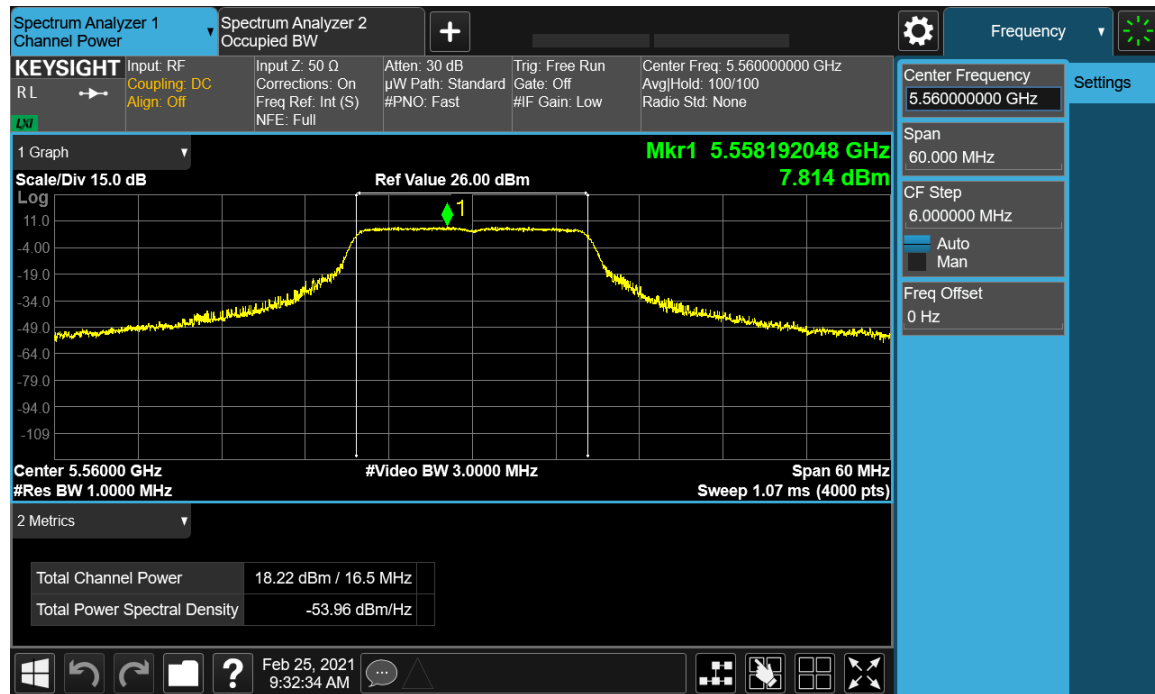 Spectrum Analyzer 1
Channel Power
Spectrum Analyzer 2
Occupied BW
Frequency
KEYSIGHT
R L
LXI
Input: RF
Coupling: DC
Align: Off
Input Z: 50 Ω
Corrections: On
Freq Ref: Int (S)
NFE: Full
Atten: 30 dB
µW Path: Standard
#PNO: Fast
Trig: Free Run
Gate: Off
#IF Gain: Low
Center Freq: 5.560000000 GHz
Avg|Hold: 100/100
Radio Std: None
Center Frequency
5.560000000 GHz
Settings
Span
60.000 MHz
CF Step
6.000000 MHz
Auto
Man
Freq Offset
0 Hz
1 Graph
Mkr1 5.558192048 GHz
7.814 dBm
Scale/Div 15.0 dB
Ref Value 26.00 dBm
Log
1
11.0
-4.00
-19.0
-34.0
-49.0
-64.0
-79.0
-94.0
-109
Center 5.56000 GHz
#Video BW 3.0000 MHz
Span 60 MHz
#Res BW 1.0000 MHz
Sweep 1.07 ms (4000 pts)
2 Metrics
Total Channel Power 18.22 dBm / 16.5 MHz
Total Power Spectral Density -53.96 dBm/Hz
?
Feb 25, 2021
9:32:34 AM